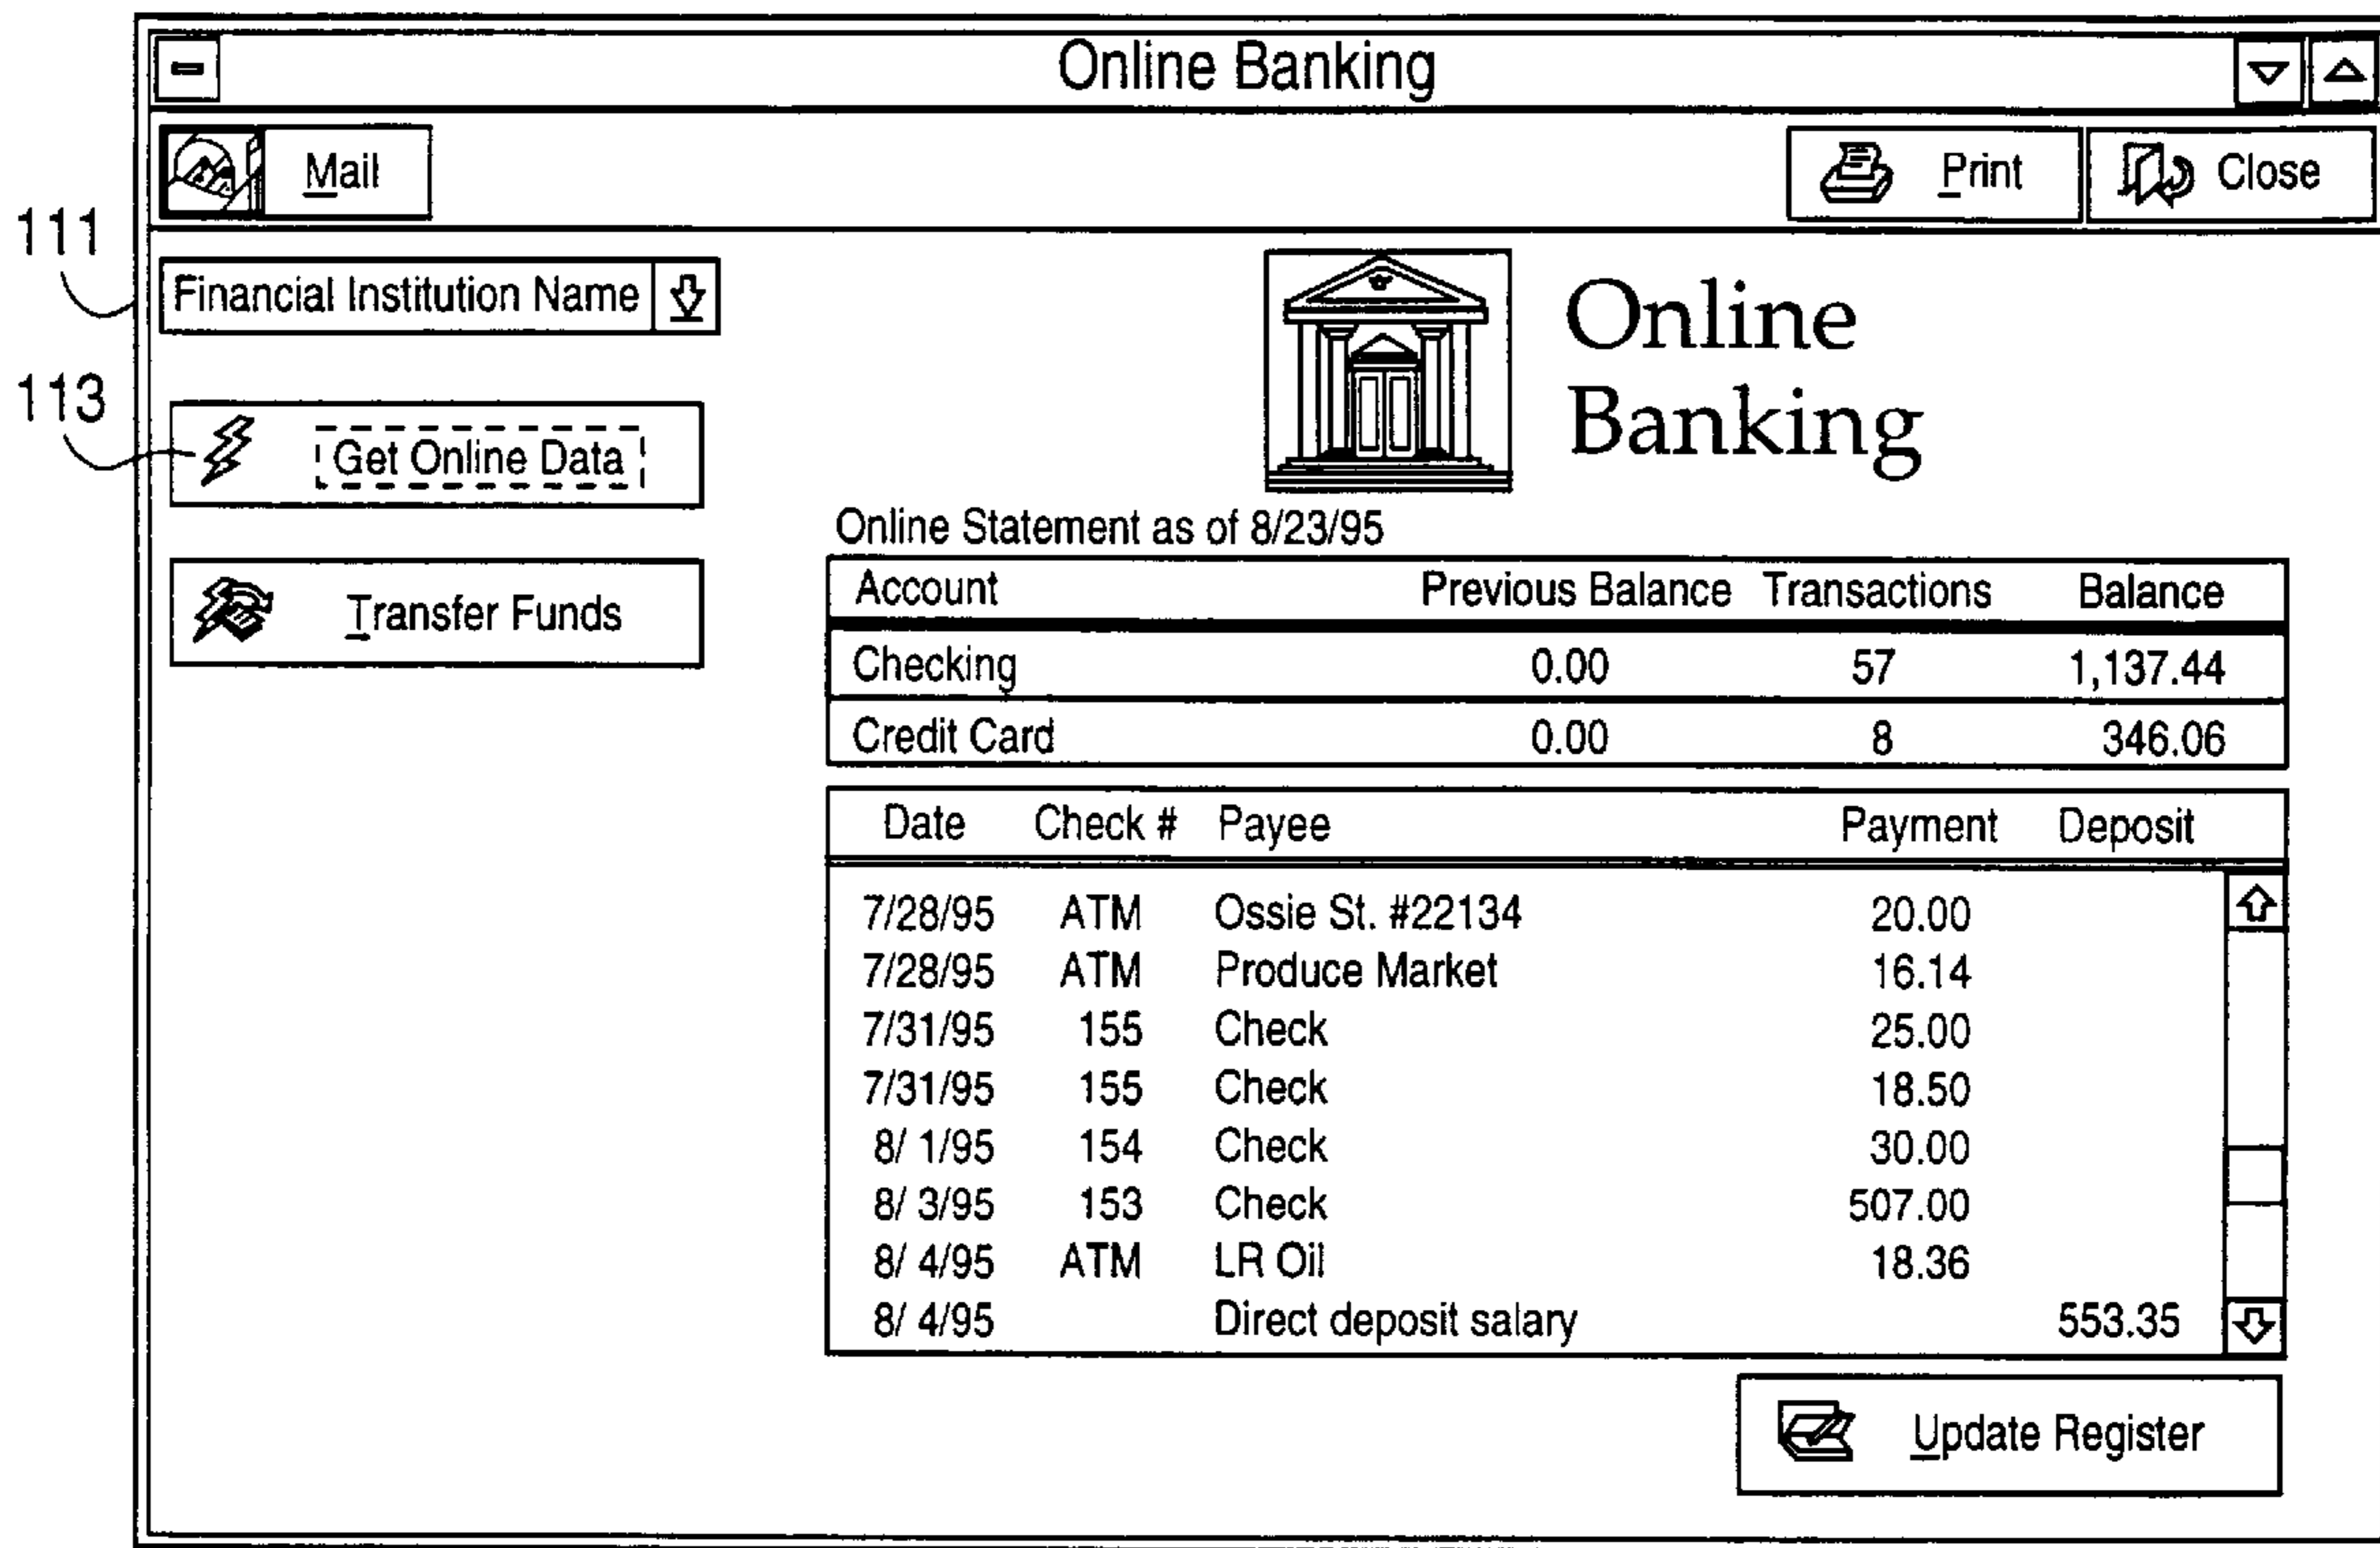 Online Banking
Mail Print Close
111
Financial Institution Name
Online
Banking
113
Get Online Data
Online Statement as of 8/23/95
Transfer Funds
Account Previous Balance Transactions Balance
Checking 0.00 57 1,137.44
Credit Card 0.00 8 346.06
Date Check # Payee Payment Deposit
7/28/95 ATM Ossie St. #22134 20.00
7/28/95 ATM Produce Market 16.14
7/31/95 155 Check 25.00
7/31/95 155 Check 18.50
8/ 1/95 154 Check 30.00
8/ 3/95 153 Check 507.00
8/ 4/95 ATM LR Oil 18.36
8/ 4/95 Direct deposit salary 553.35
Update Register